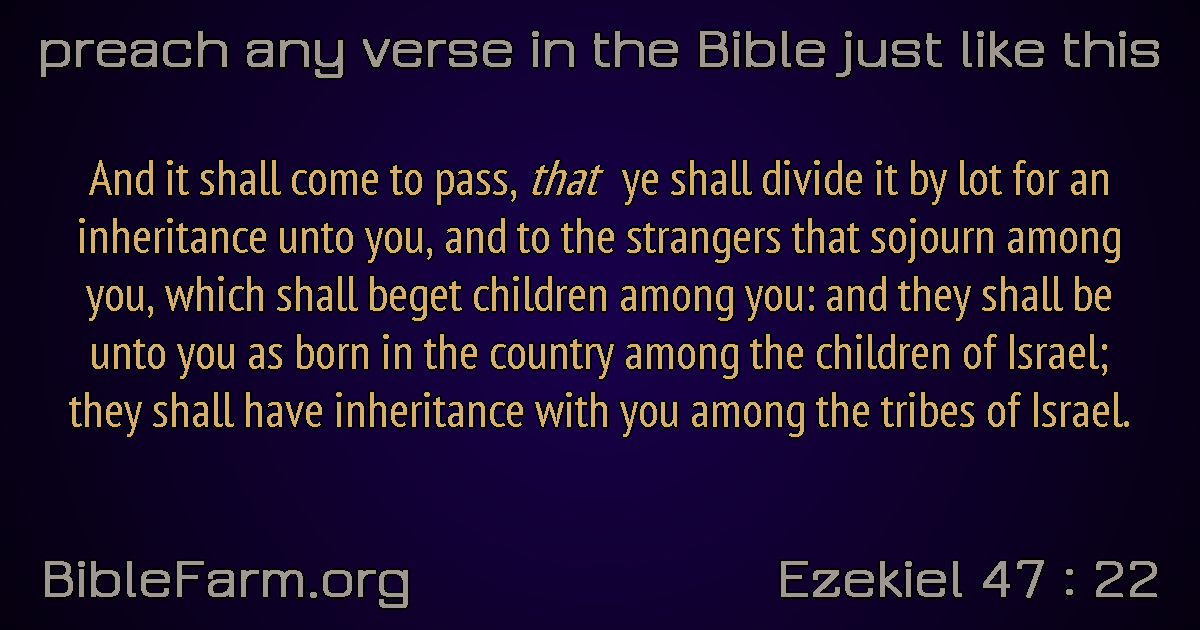 preach any verse in the Bible just like this
And it shall come to pass, that ye shall divide it by lot for an
inheritance unto you, and to the strangers that sojourn among
you, which shall beget children among you: and they shall be
unto you as born in the country among the children of Israel;
they shall have inheritance with you among the tribes of Israel.
BibleFarm.org
Ezekiel 47 : 22